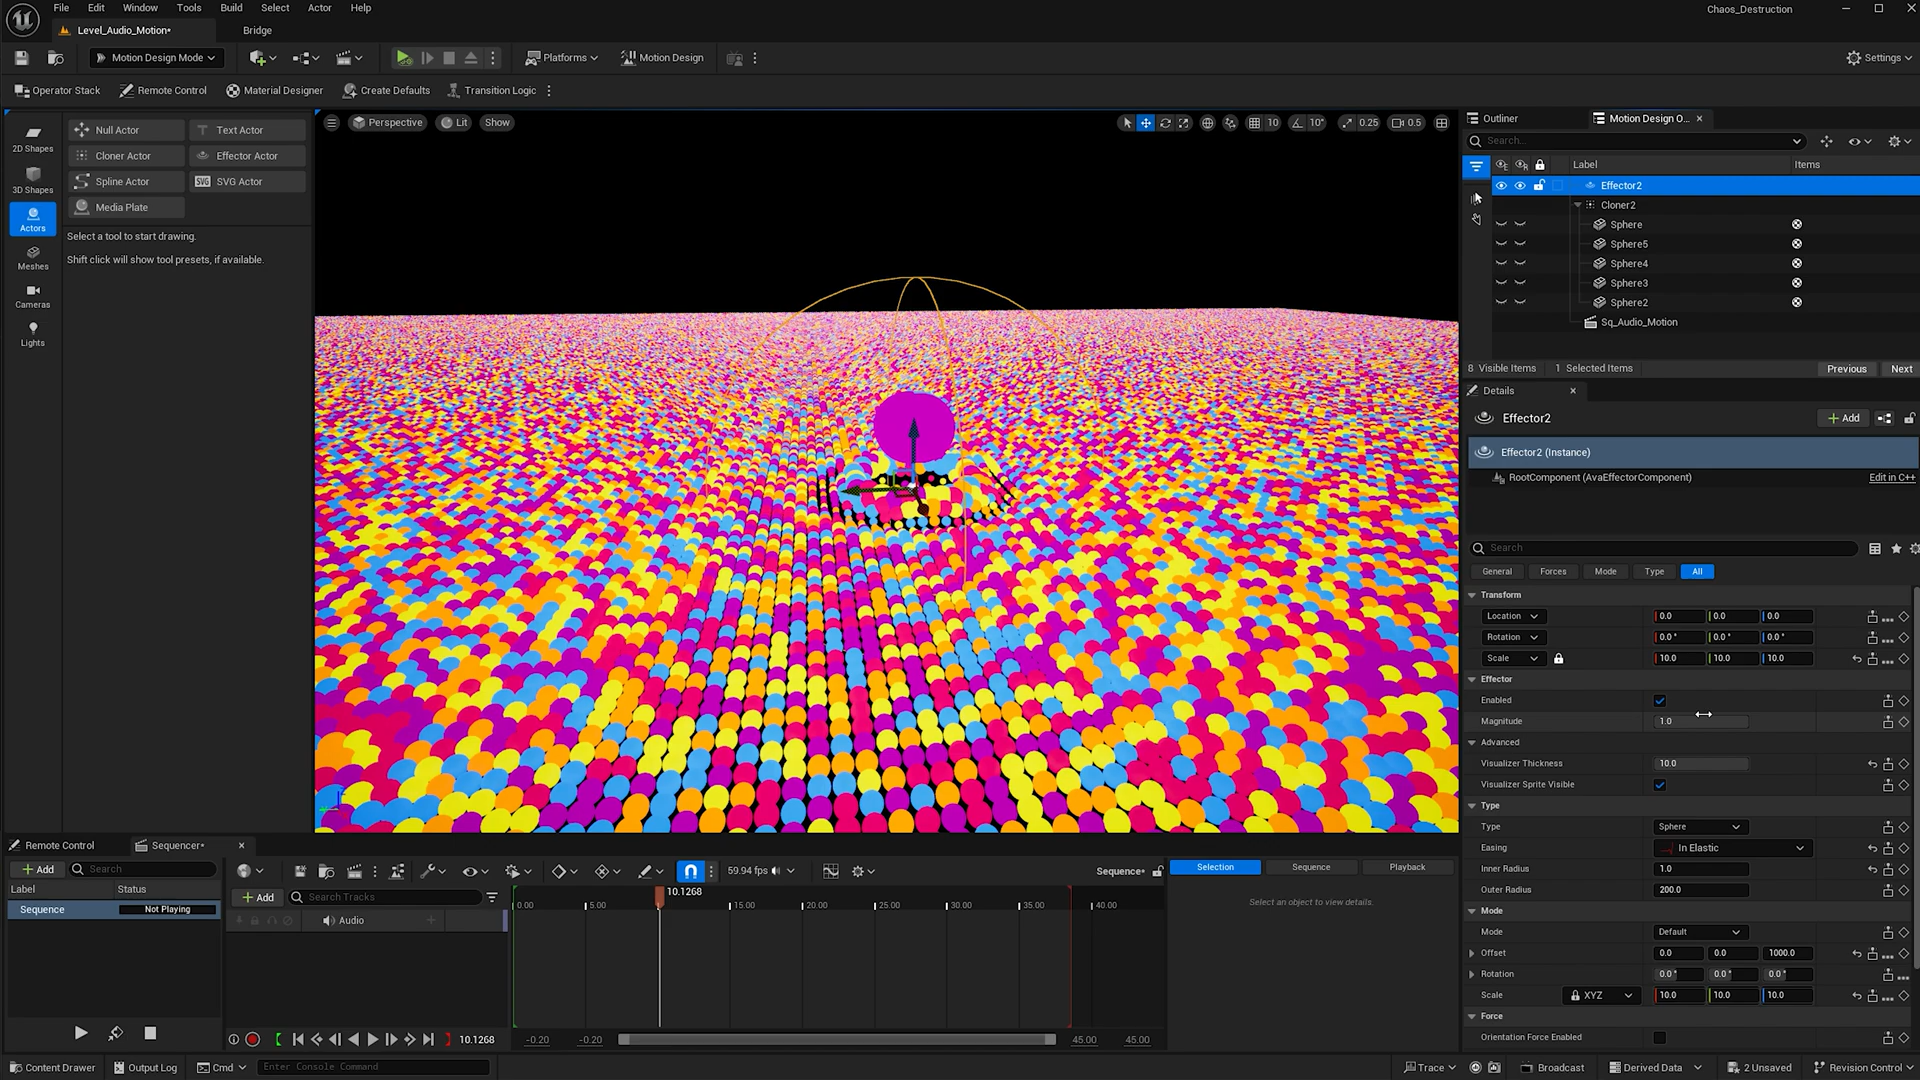 File Edit Window Tools Build Select Actor Help
Chaos_Destruction
Level_Audio_Motion•
Bridge
Motion Design Mode
Platforms
Motion Design
Settings
Operator Stack
Remote Control
Material Designer
Create Defaults
Transition Logic
2D Shapes
3D Shapes
Actors
Meshes
Cameras
Lights
Null Actor
Text Actor
Cloner Actor
Effector Actor
Spline Actor
SVG
SVG Actor
Media Plate
Select a tool to start drawing.
Shift click will show tool presets, if available.
Perspective
Lit
Show
10
10°
0.25
0.5
Outliner
Motion Design O...
Search...
Label
Items
Effector2
Cloner2
Sphere
Sphere5
Sphere4
Sphere3
Sphere2
Sq_Audio_Motion
8 Visible Items
1 Selected Items
Previous
Next
Details
Effector2
Add
Effector2 (Instance)
RootComponent (AvaEffectorComponent)
Edit in C++
Search
General
Forces
Mode
Type
All
Transform
Location 0.0 0.0 0.0
Rotation 0.0° 0.0° 0.0°
Scale 10.0 10.0 10.0
Effector
Enabled
Magnitude 1.0
Advanced
Visualizer Thickness 10.0
Visualizer Sprite Visible
Type
Type Sphere
Easing In Elastic
Inner Radius 1.0
Outer Radius 200.0
Mode
Mode Default
Offset 0.0 0.0 1000.0
Rotation 0.0° 0.0° 0.0°
Scale XYZ 10.0 10.0 10.0
Force
Orientation Force Enabled
Remote Control
Sequencer•
Add
Search
Label
Status
Sequence
Not Playing
59.94 fps
Sequence•
Add
Search Tracks
Audio
10.1268
0.00 5.00 15.00 20.00 25.00 30.00 35.00 40.00
10.1268
-0.20
-0.20
45.00
45.00
Selection
Sequence
Playback
Select an object to view details.
Content Drawer
Output Log
Cmd
Enter Console Command
Trace
Broadcast
Derived Data
2 Unsaved
Revision Control